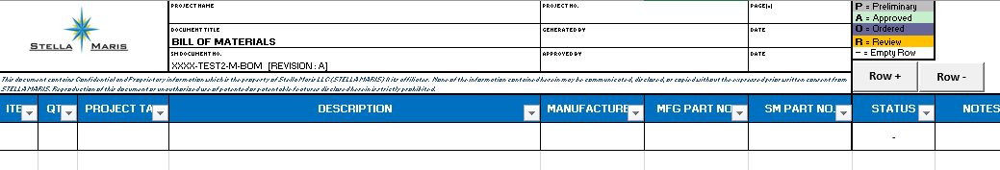 STELLA MARIS
PROJECT NAME
PROJECT NO.
PAGE(s)
DOCUMENT TITLE
BILL OF MATERIALS
GENERATED BY
DATE
SM DOCUMENT NO.
XXXX-TEST2-M-BOM [REVISION : A]
APPROVED BY
DATE
P = Preliminary
A = Approved
O = Ordered
R = Review
– = Empty Row
This document contains Confidential and Proprietary information which is the property of Stella Maris LLC (STELLA MARIS) & its affiliates. None of the information contained herein may be communicated, disclosed, or copied without the expressed prior written consent from
STELLA MARIS. Reproduction of this document or unauthorized use of patented or patentable features disclosed herein is strictly prohibited.
Row +
Row -
ITE QT PROJECT TA DESCRIPTION MANUFACTURE MFG PART NO SM PART NO. STATUS NOTES
-